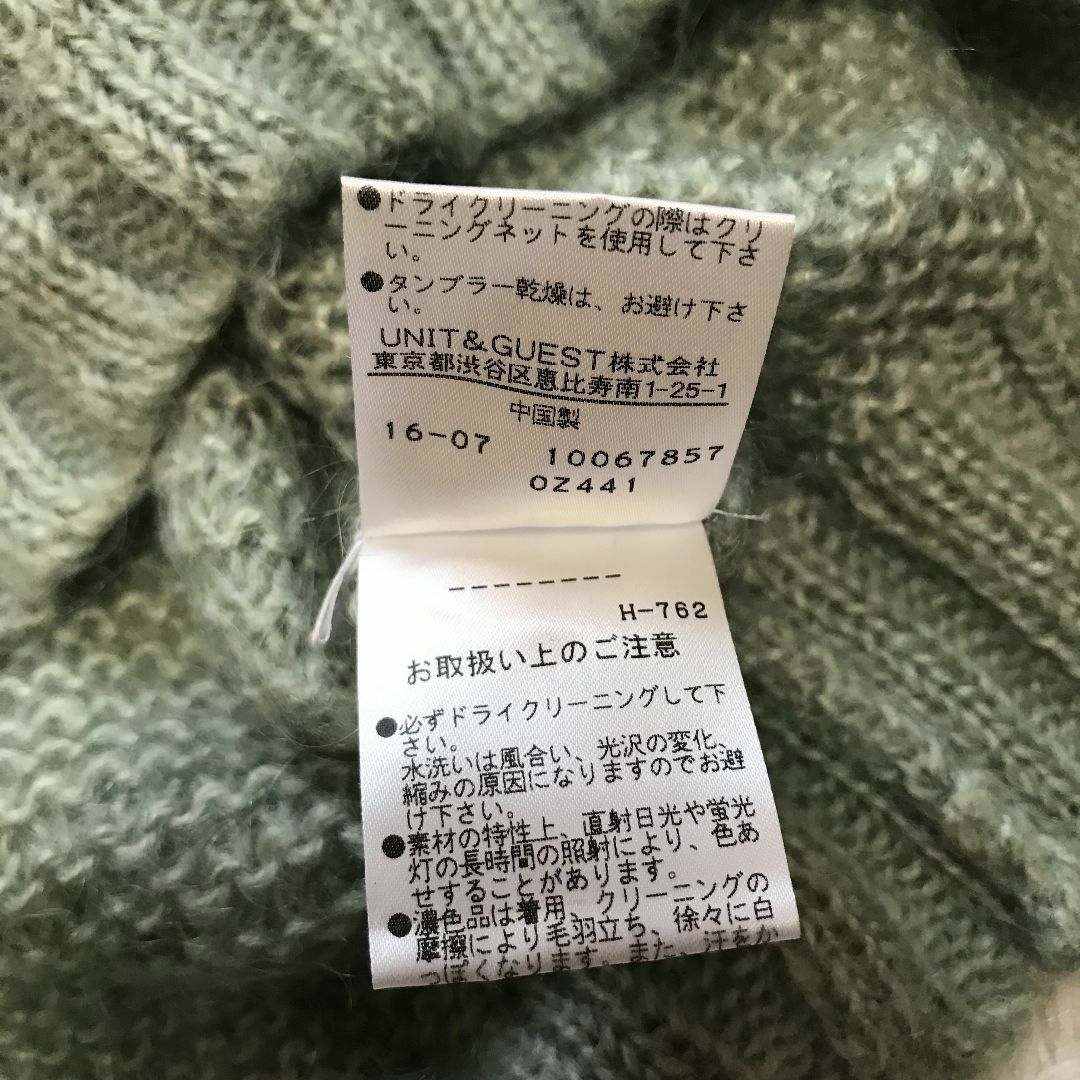 ●ドライクリーニングの際はクリ
ーニングネットを使用して下さ
い。
●タンブラー乾燥は、お避け下さ
い。
UNIT&GUEST株式会社
東京都渋谷区恵比寿南1-25-1
中国製
16-07 10067857
OZ441
--------
H-762
お取扱い上のご注意
●必ずドライクリーニングして下
さい。
水洗いは風合い、光沢の変化、
縮みの原因になりますのでお避
け下さい。
●素材の特性上、直射日光や蛍光
灯の長時間の照射により、色あ
せすることがあります。
●濃色品は着用、クリーニングの
摩擦により毛羽立ち、徐々に白
っぽくなります。また、汗をか